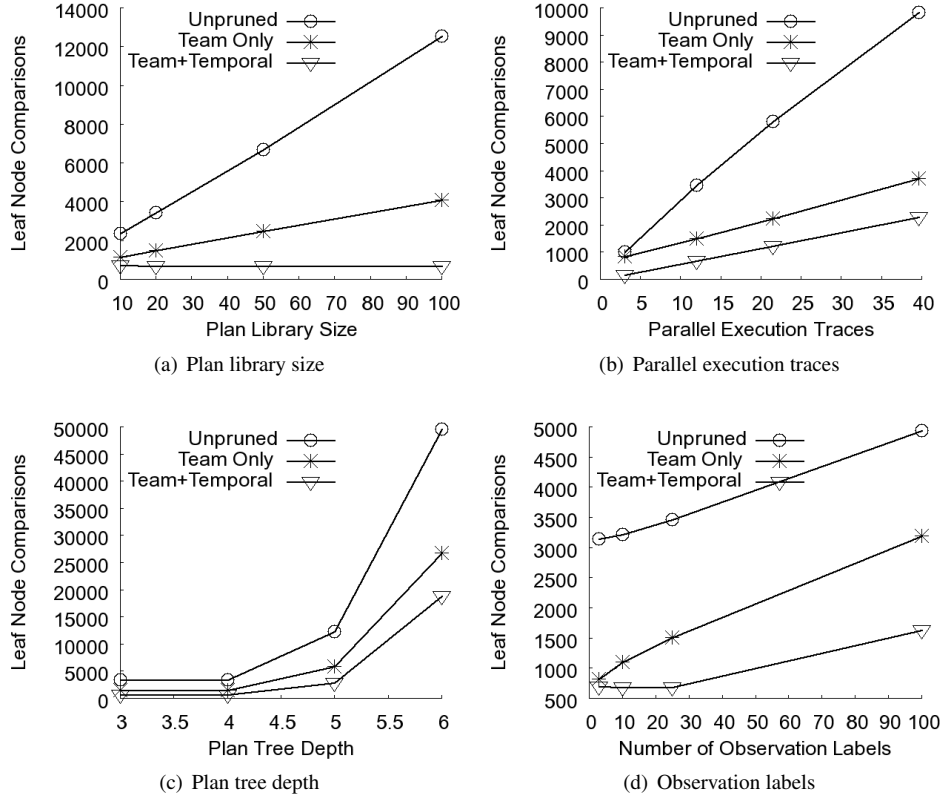 Unpruned
Team Only
Team+Temporal
14000
12000
10000
8000
6000
4000
2000
0
Leaf Node Comparisons
10 20 30 40 50 60 70 80 90 100
Plan Library Size
(a) Plan library size
Unpruned
Team Only
Team+Temporal
10000
9000
8000
7000
6000
5000
4000
3000
2000
1000
0
Leaf Node Comparisons
0 5 10 15 20 25 30 35 40
Parallel Execution Traces
(b) Parallel execution traces
Unpruned
Team Only
Team+Temporal
50000
45000
40000
35000
30000
25000
20000
15000
10000
5000
0
Leaf Node Comparisons
3 3.5 4 4.5 5 5.5 6
Plan Tree Depth
(c) Plan tree depth
Unpruned
Team Only
Team+Temporal
5000
4500
4000
3500
3000
2500
2000
1500
1000
500
Leaf Node Comparisons
0 10 20 30 40 50 60 70 80 90 100
Number of Observation Labels
(d) Observation labels